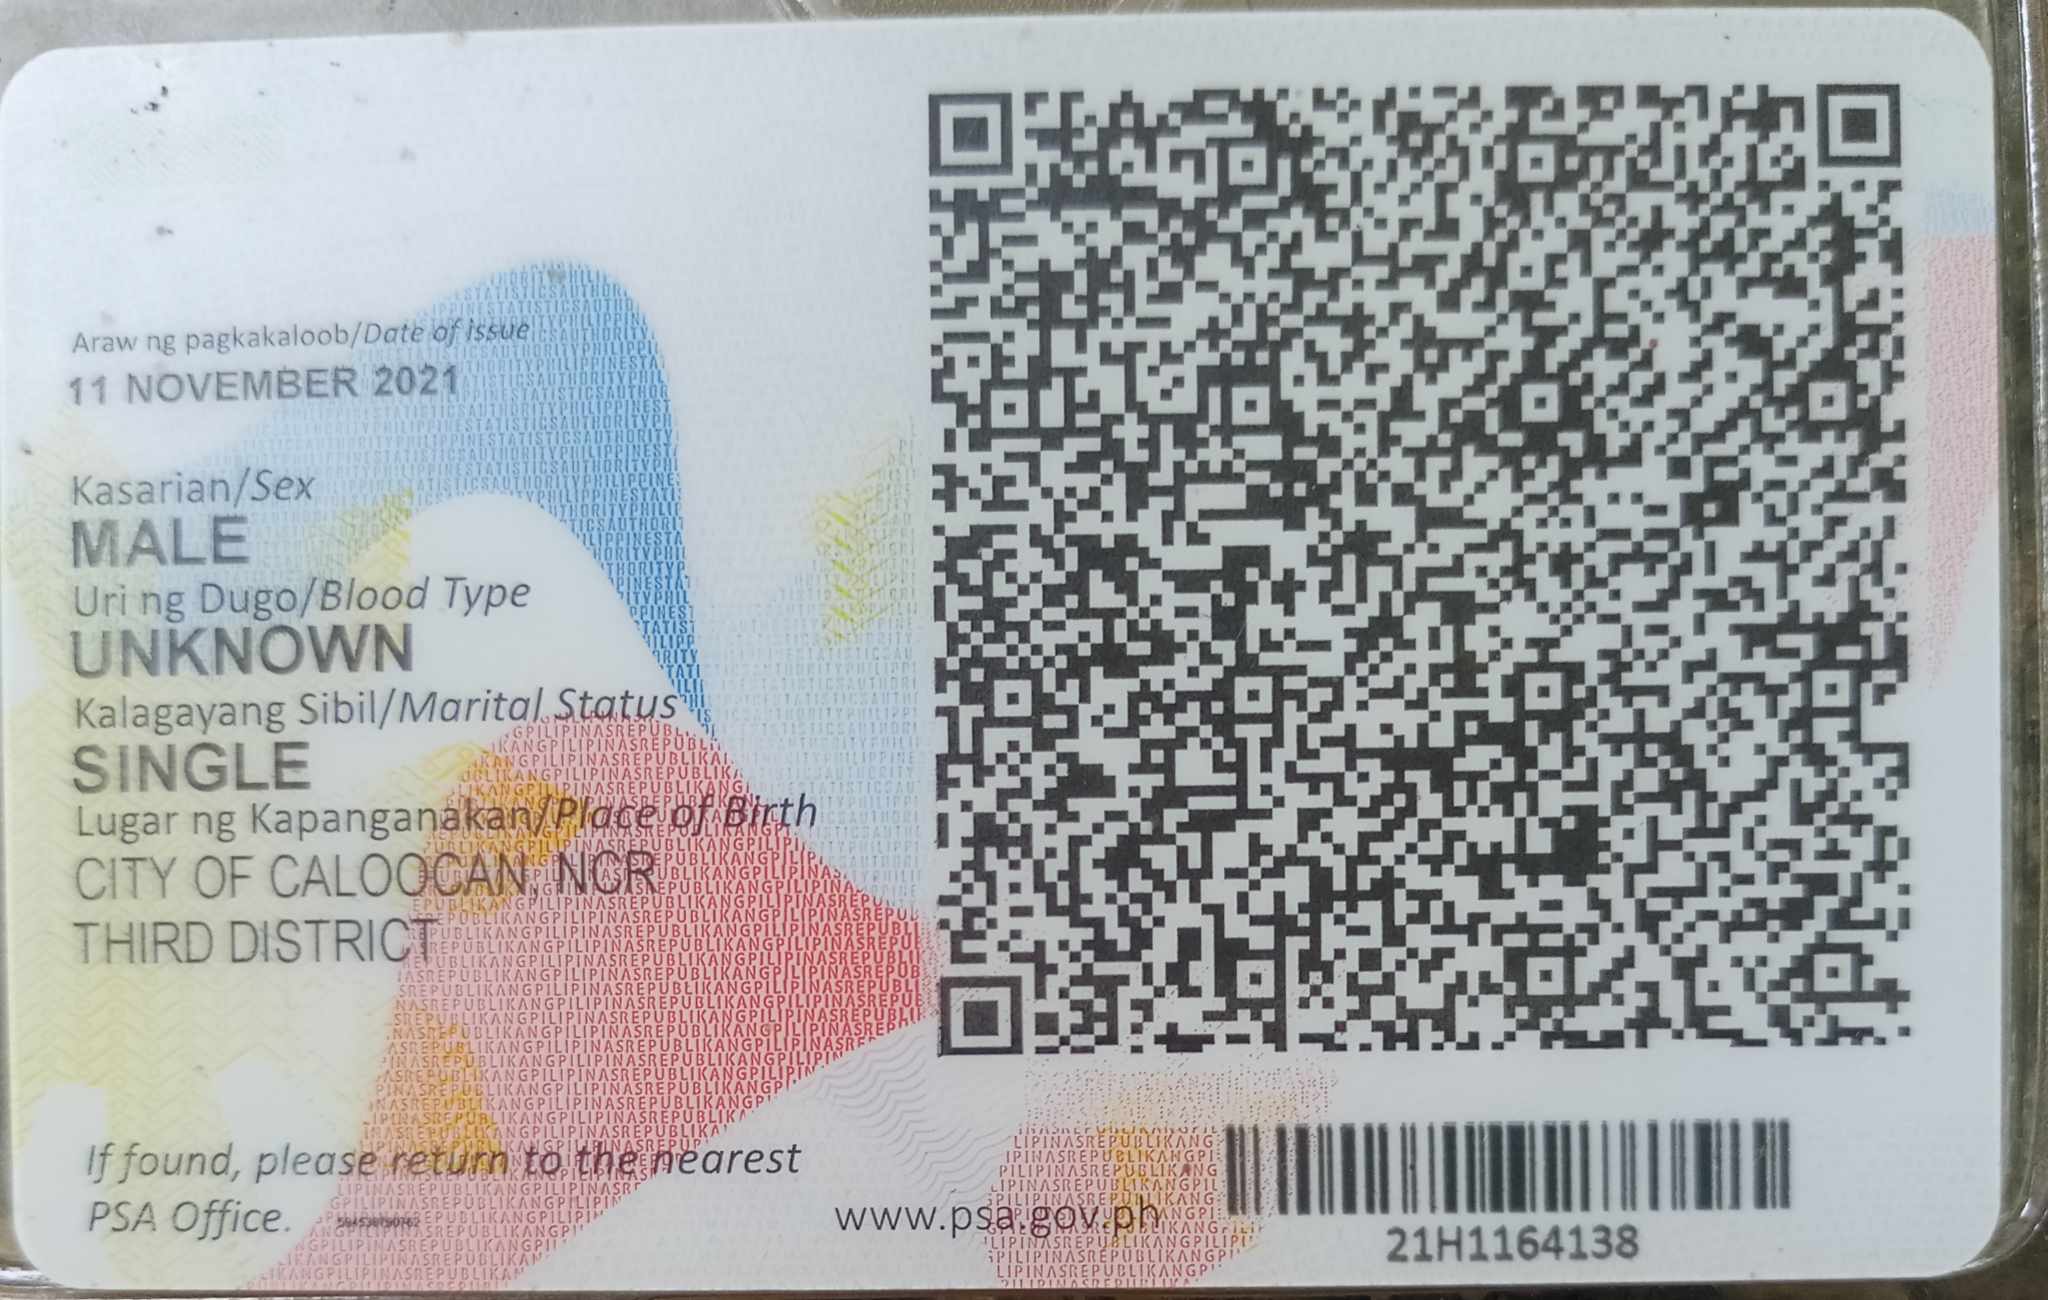 Araw ng pagkakaloob/Date of issue
11 NOVEMBER 2021
Kasarian/Sex
MALE
Uri ng Dugo/Blood Type
UNKNOWN
Kalagayang Sibil/Marital Status
SINGLE
Lugar ng Kapanganakan/Place of Birth
CITY OF CALOOCAN, NCR
THIRD DISTRICT
If found, please return to the nearest
PSA Office.
www.psa.gov.ph
21H1164138